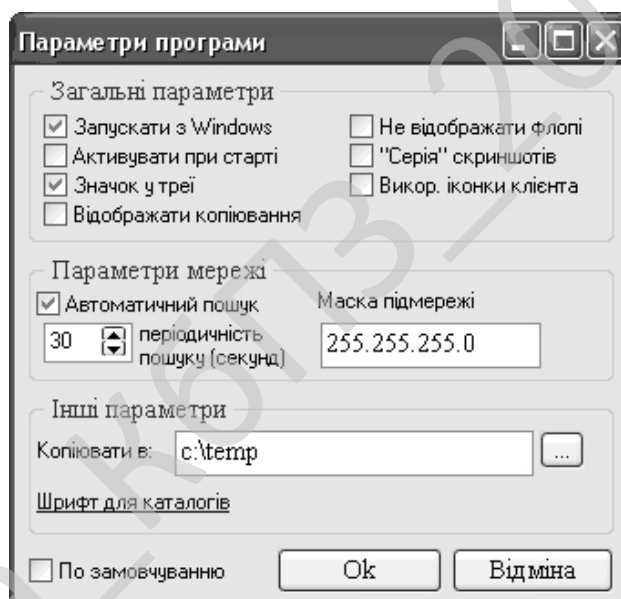 Параметри програми
Загальні параметри
Запускати з Windows
Не відображати флопі
Активувати при старті
"Серія" скриншотів
Значок у треї
Викор. іконки клієнта
Відображати копіювання
Параметри мережі
Автоматичний пошук
Маска підмережі
30
періодичність
пошуку (секунд)
255.255.255.0
Інші параметри
Копіювати в:
c:\temp
...
Шрифт для каталогів
По замовчуванню
Ok
Відміна